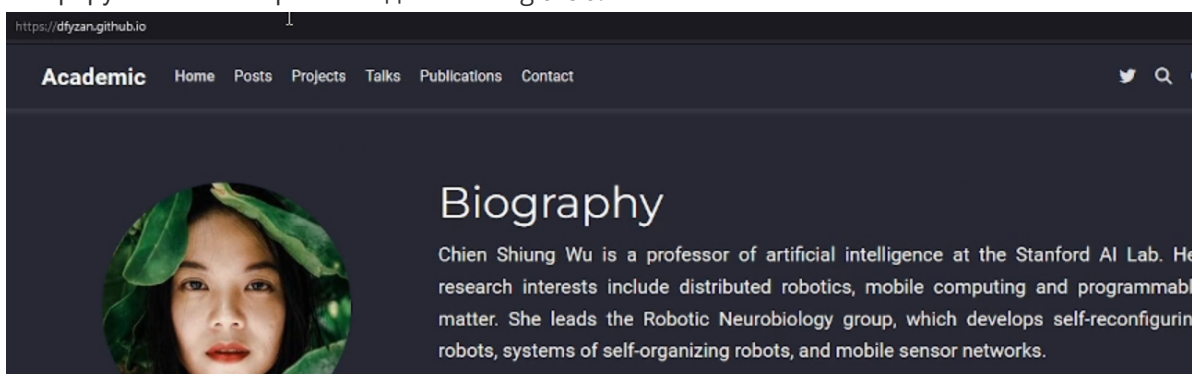 https://dfyzan.github.io
Academic Home Posts Projects Talks Publications Contact
Biography
Chien Shiung Wu is a professor of artificial intelligence at the Stanford AI Lab. He
research interests include distributed robotics, mobile computing and programmabl
matter. She leads the Robotic Neurobiology group, which develops self-reconfigurin
robots, systems of self-organizing robots, and mobile sensor networks.